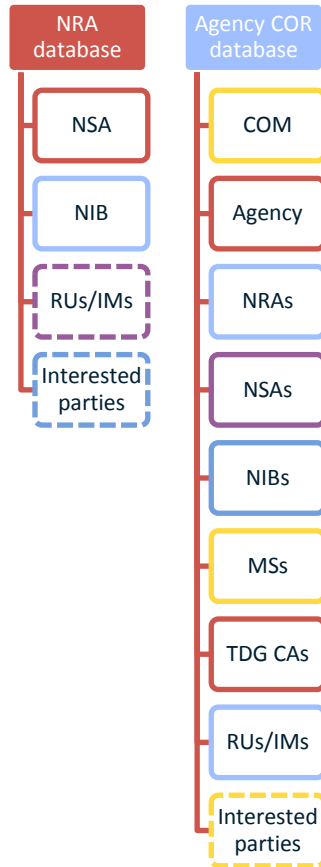 NRA
database
NSA
NIB
RUs/IMs
Interested
parties
Agency COR
database
COM
Agency
NRAs
NSAs
NIBs
MSs
TDG CAs
RUs/IMs
Interested
parties